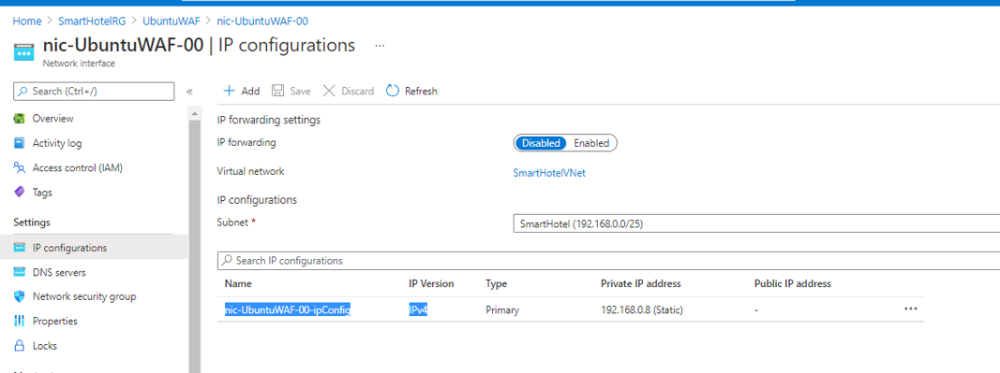 Home > SmartHotelRG > UbuntuWAF > nic-UbuntuWAF-00
nic-UbuntuWAF-00 | IP configurations ...
Network interface
Search (Ctrl+/) «
Add Save Discard Refresh
Overview
Activity log
Access control (IAM)
Tags
Settings
IP configurations
DNS servers
Network security group
Properties
Locks
IP forwarding settings
IP forwarding Disabled Enabled
Virtual network SmartHotelVNet
IP configurations
Subnet * SmartHotel (192.168.0.0/25)
Search IP configurations
Name IP Version Type Private IP address Public IP address
nic-UbuntuWAF-00-ipConfig IPv4 Primary 192.168.0.8 (Static) - ...